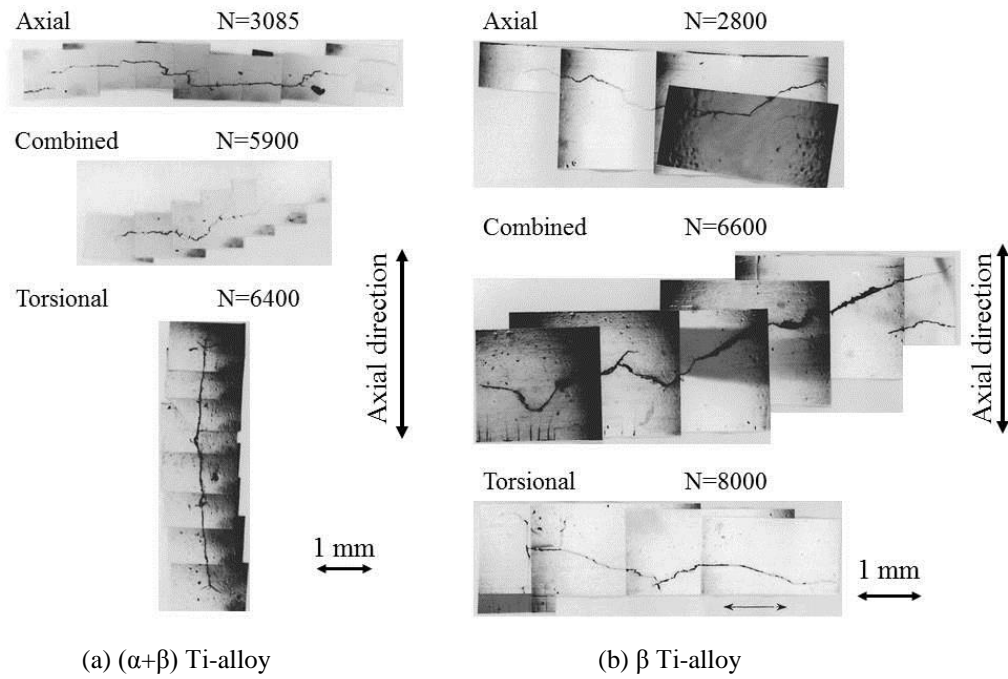 Axial N=3085
Combined N=5900
Torsional N=6400
Axial direction
1 mm
(a) (α+β) Ti-alloy
Axial N=2800
Combined N=6600
Axial direction
Torsional N=8000
1 mm
(b) β Ti-alloy